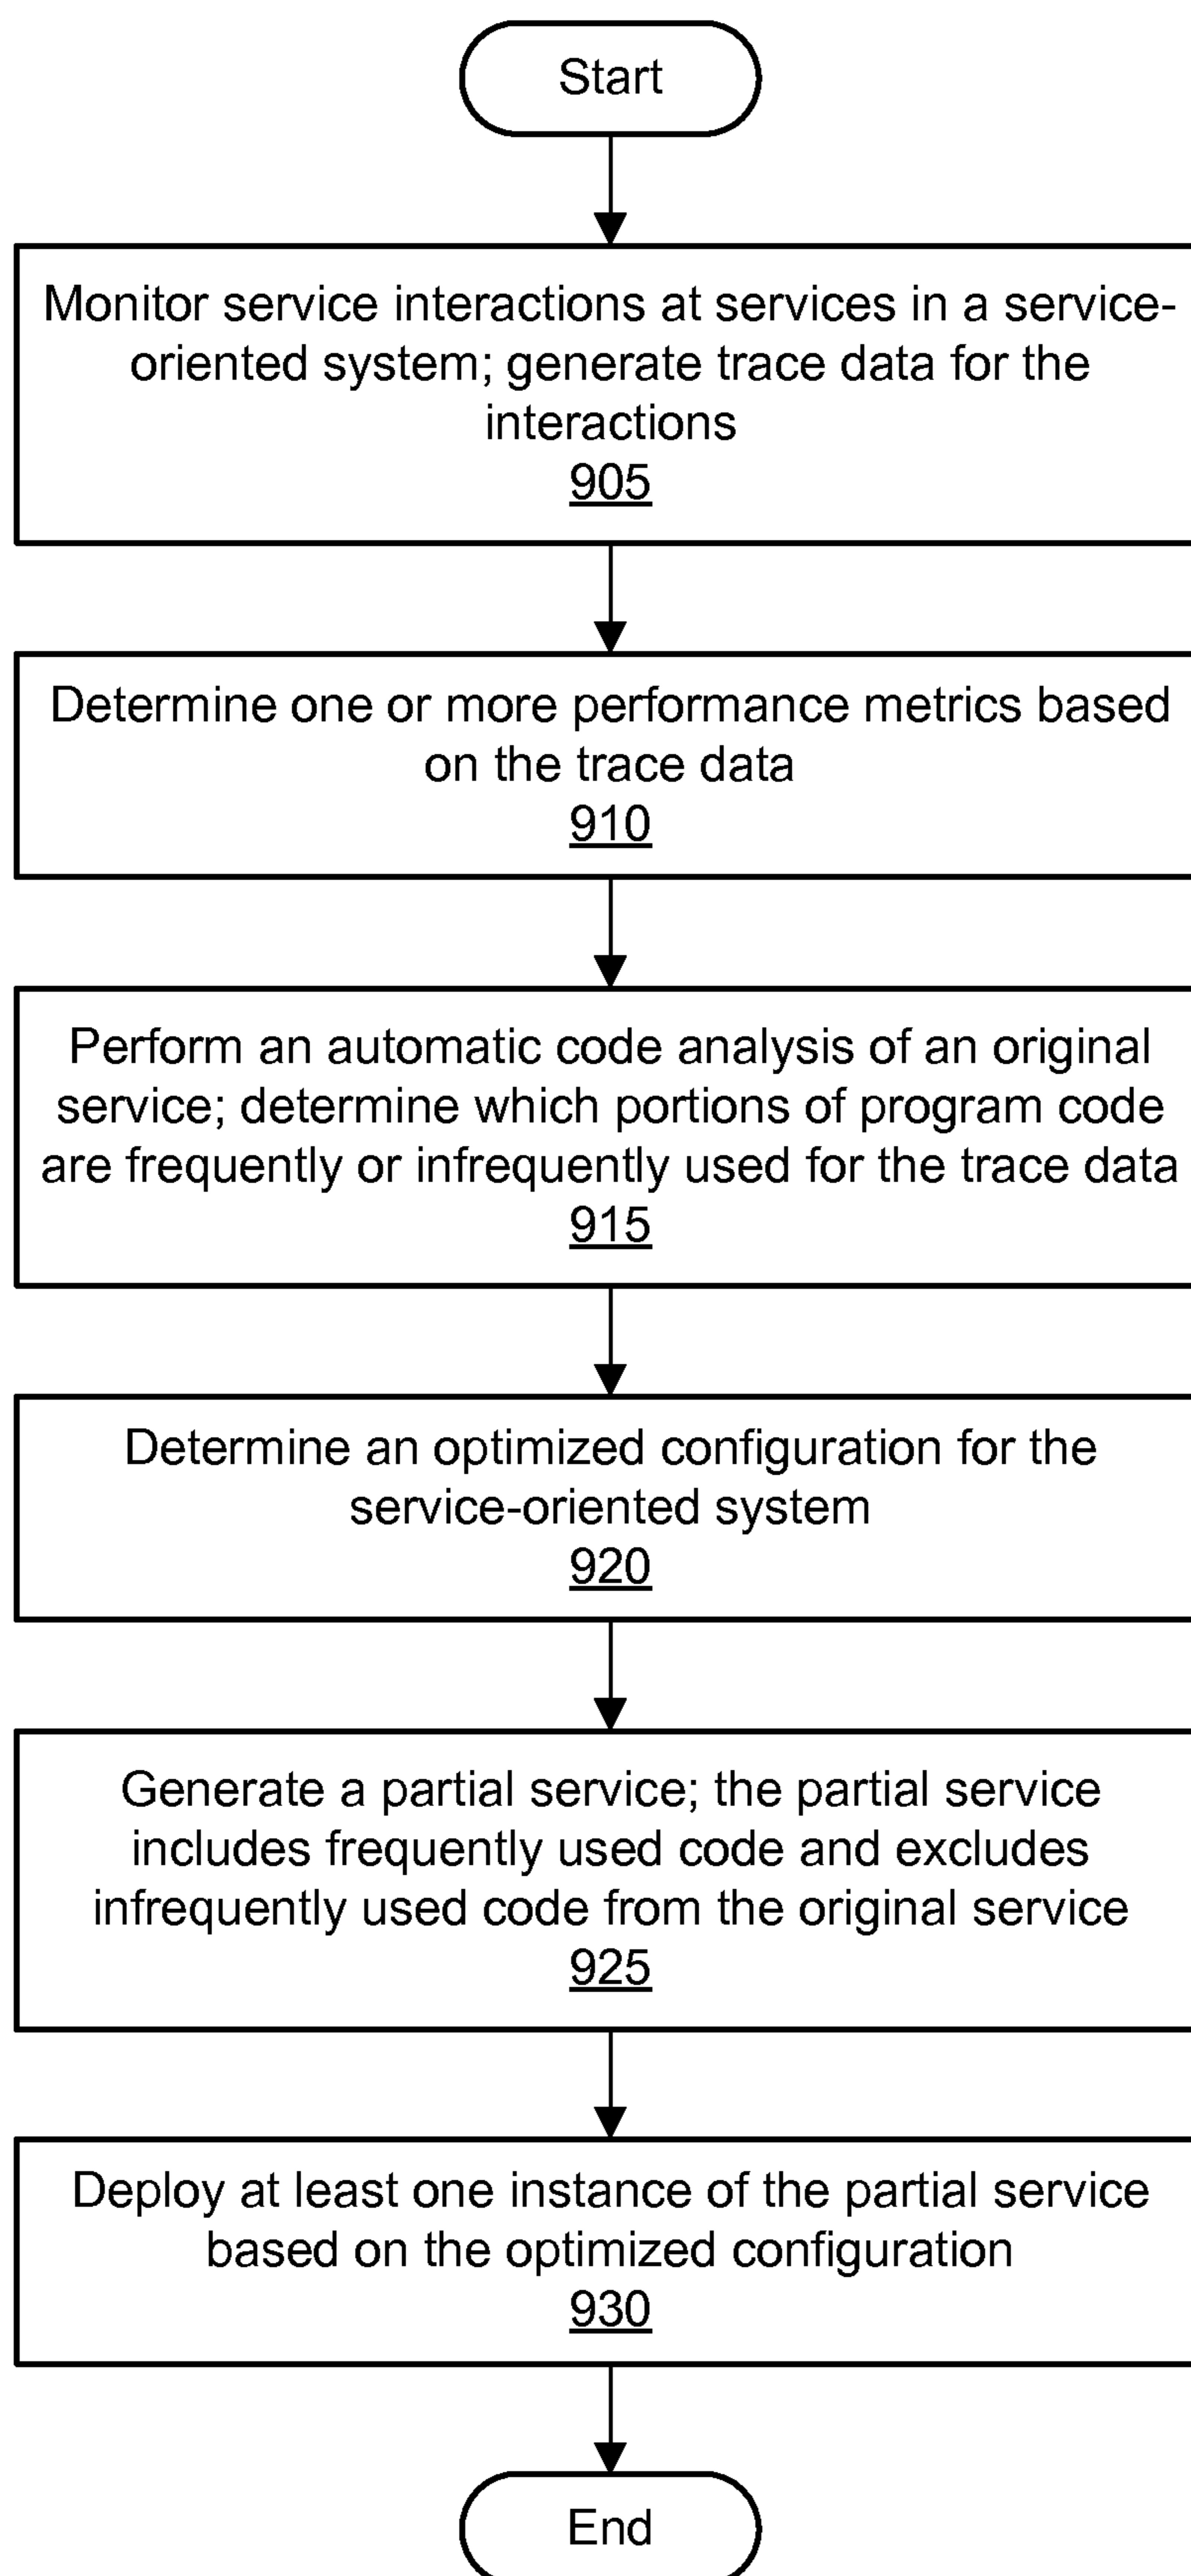 Start
Monitor service interactions at services in a service-
oriented system; generate trace data for the
interactions
905
Determine one or more performance metrics based
on the trace data
910
Perform an automatic code analysis of an original
service; determine which portions of program code
are frequently or infrequently used for the trace data
915
Determine an optimized configuration for the
service-oriented system
920
Generate a partial service; the partial service
includes frequently used code and excludes
infrequently used code from the original service
925
Deploy at least one instance of the partial service
based on the optimized configuration
930
End